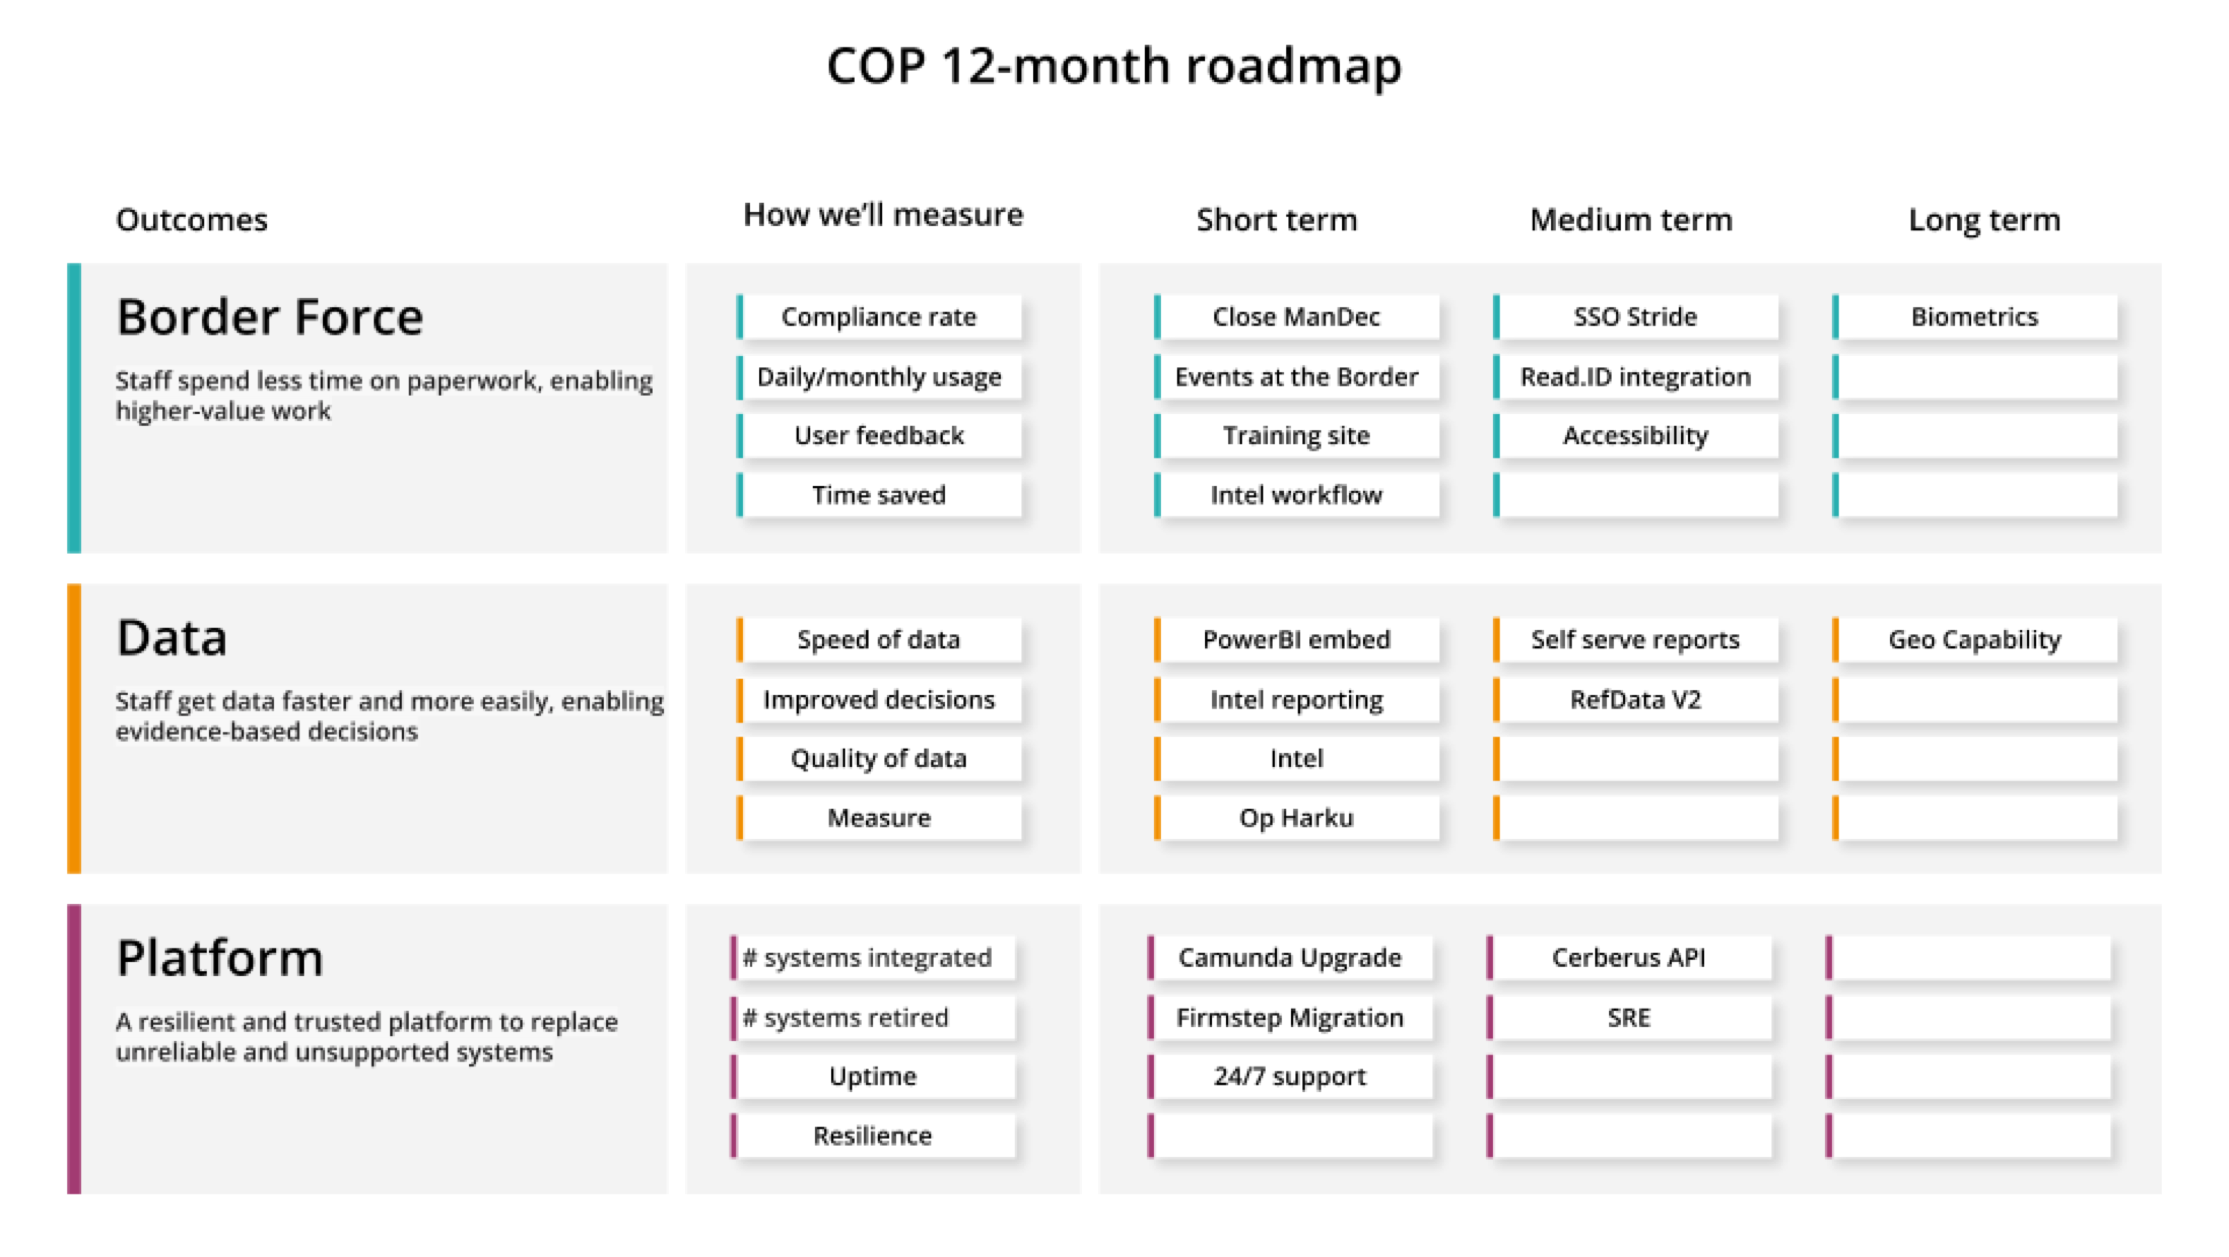 COP 12-month roadmap
Outcomes
How we'll measure
Short term
Medium term
Long term
Border Force
Staff spend less time on paperwork, enabling
higher-value work
Compliance rate
Daily/monthly usage
User feedback
Time saved
Close ManDec
Events at the Border
Training site
Intel workflow
SSO Stride
Read.ID integration
Accessibility
Biometrics
Data
Staff get data faster and more easily, enabling
evidence-based decisions
Speed of data
Improved decisions
Quality of data
Measure
PowerBI embed
Intel reporting
Intel
Op Harku
Self serve reports
RefData V2
Geo Capability
Platform
A resilient and trusted platform to replace
unreliable and unsupported systems
# systems integrated
# systems retired
Uptime
Resilience
Camunda Upgrade
Firmstep Migration
24/7 support
Cerberus API
SRE